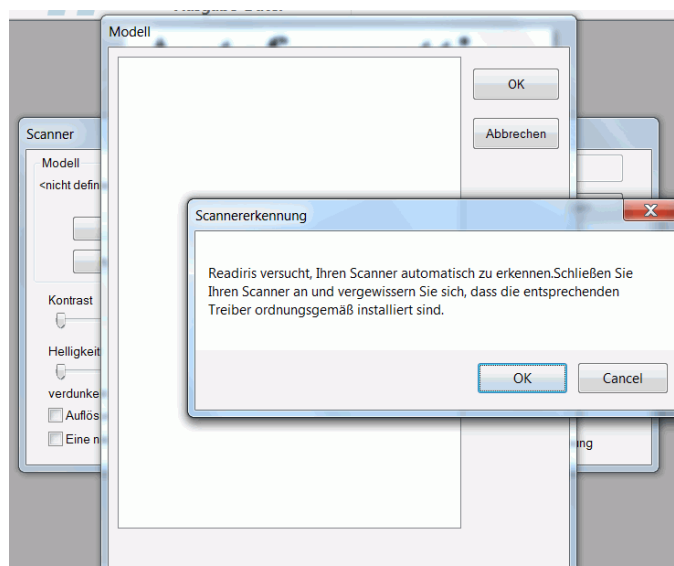 Modell
OK
Abbrechen
Scanner
Modell
<nicht defin
Scannererkennung
Readiris versucht, Ihren Scanner automatisch zu erkennen.Schließen Sie
Ihren Scanner an und vergewissern Sie sich, dass die entsprechenden
Treiber ordnungsgemäß installiert sind.
OK
Cancel
Kontrast
Helligkeit
verdunke
Auflös
Eine n
ng